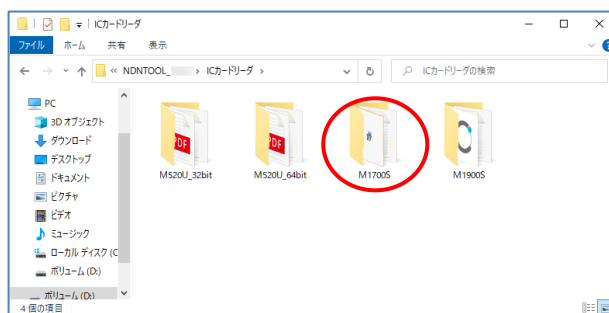 ICカードリーダ
ファイル ホーム 共有 表示
« NDNTOOL_ > ICカードリーダ >
ICカードリーダの検索
PC
3D オブジェクト
ダウンロード
デスクトップ
ドキュメント
ピクチャ
ビデオ
ミュージック
ローカル ディスク (C
ボリューム (D:)
ボリューム (D:)
PDF
PDF
M520U_32bit M520U_64bit M1700S M1900S
4 個の項目